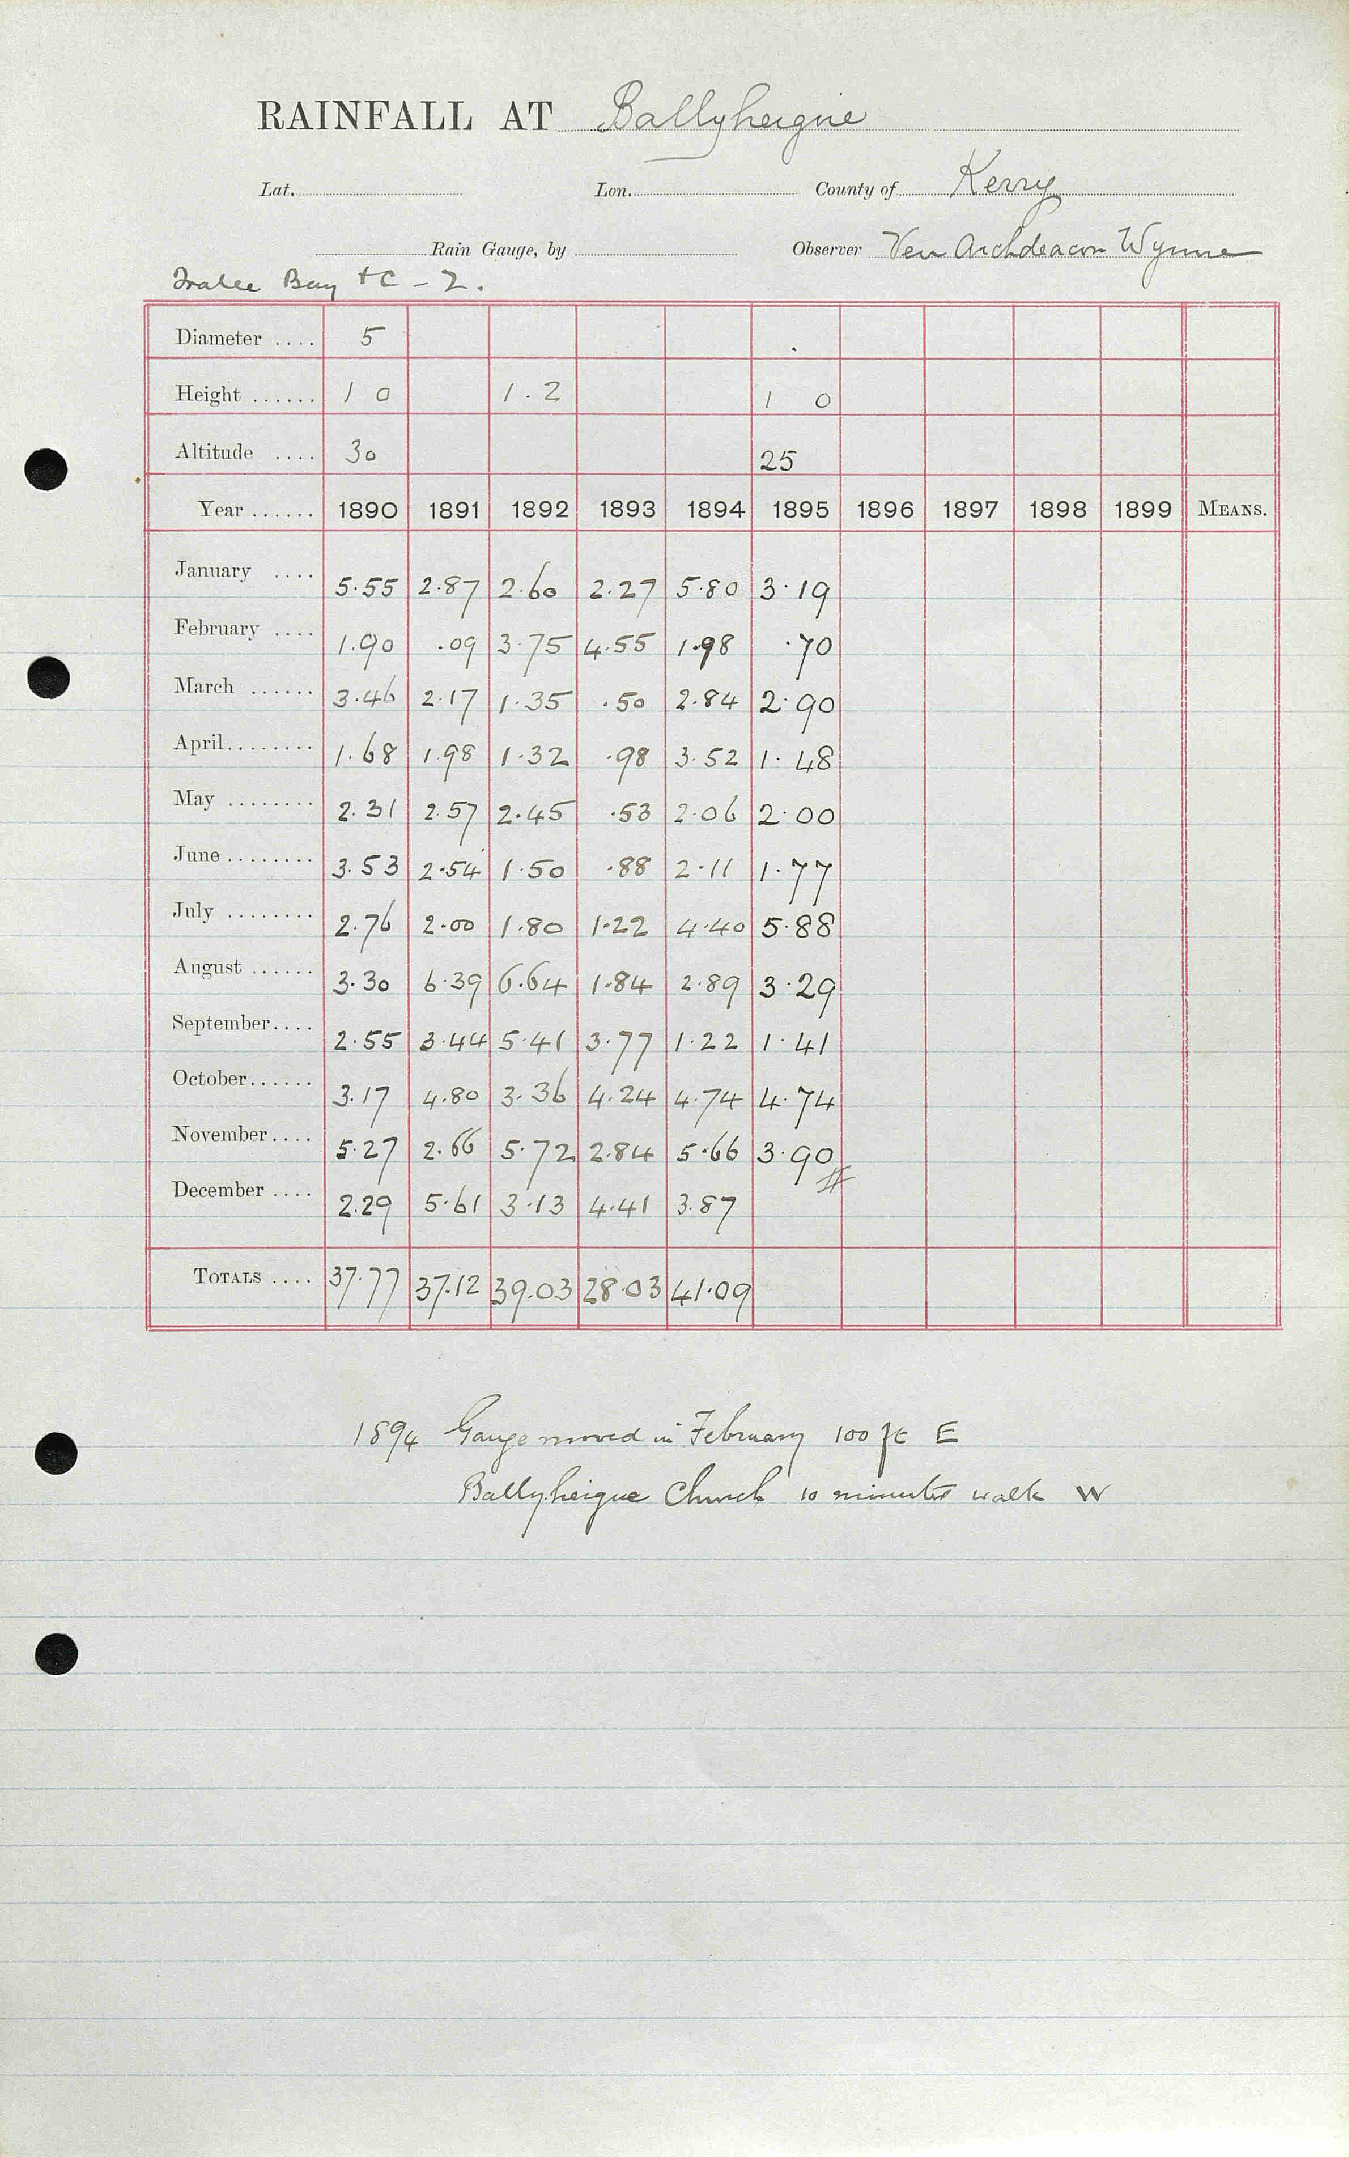 RAINFALL AT Ballyheigue
Lat. Lon. County of Kerry
Rain Gauge, by Observer Ven Archdeacon Wynne
Tralee Bay + C - 2.
Diameter .... 5
Height ...... 1 0 1.2 1 0
Altitude .... 30 25
Year ...... 1890 1891 1892 1893 1894 1895 1896 1897 1898 1899 MEANS.
January .... 5.55 2.87 2.60 2.27 5.80 3.19
February .... 1.90 .09 3.75 4.55 1.98 .70
March ...... 3.46 2.17 1.35 .50 2.84 2.90
April........ 1.68 1.98 1.32 .98 3.52 1.48
May ........ 2.31 2.57 2.45 .53 2.06 2.00
June ........ 3.53 2.54 1.50 .88 2.11 1.77
July ........ 2.76 2.00 1.80 1.22 4.40 5.88
August ...... 3.30 6.39 6.64 1.84 2.89 3.29
September.... 2.55 3.44 5.41 3.77 1.22 1.41
October...... 3.17 4.80 3.36 4.24 4.74 4.74
November.... 5.27 2.66 5.72 2.84 5.66 3.90
December .... 2.29 5.61 3.13 4.41 3.87
TOTALS .... 37.77 37.12 39.03 28.03 41.09
1894 Gauge moved in February 100 ft E
Ballyheigue Church 10 minutes walk W